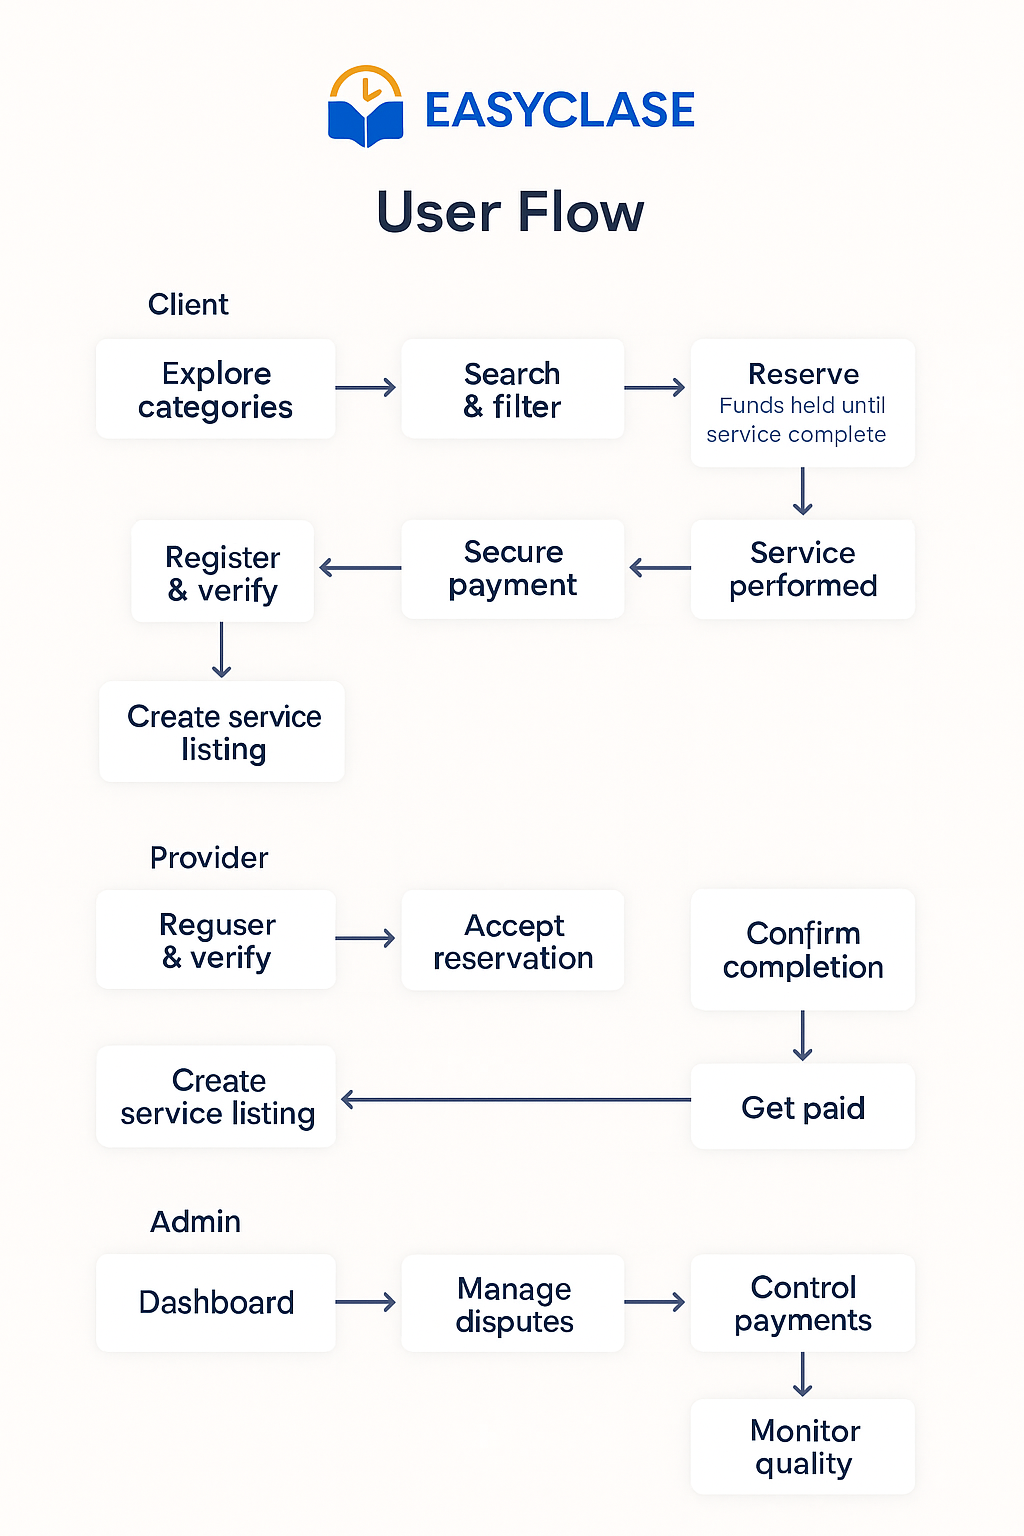 EASYCLASE
User Flow
Client
Explore
categories
Search
& filter
Reserve
Funds held until
service complete
Register
& verify
Secure
payment
Service
performed
Create service
listing
Provider
Reguser
& verify
Accept
reservation
Confirm
completion
Create
service listing
Get paid
Admin
Dashboard
Manage
disputes
Control
payments
Monitor
quality